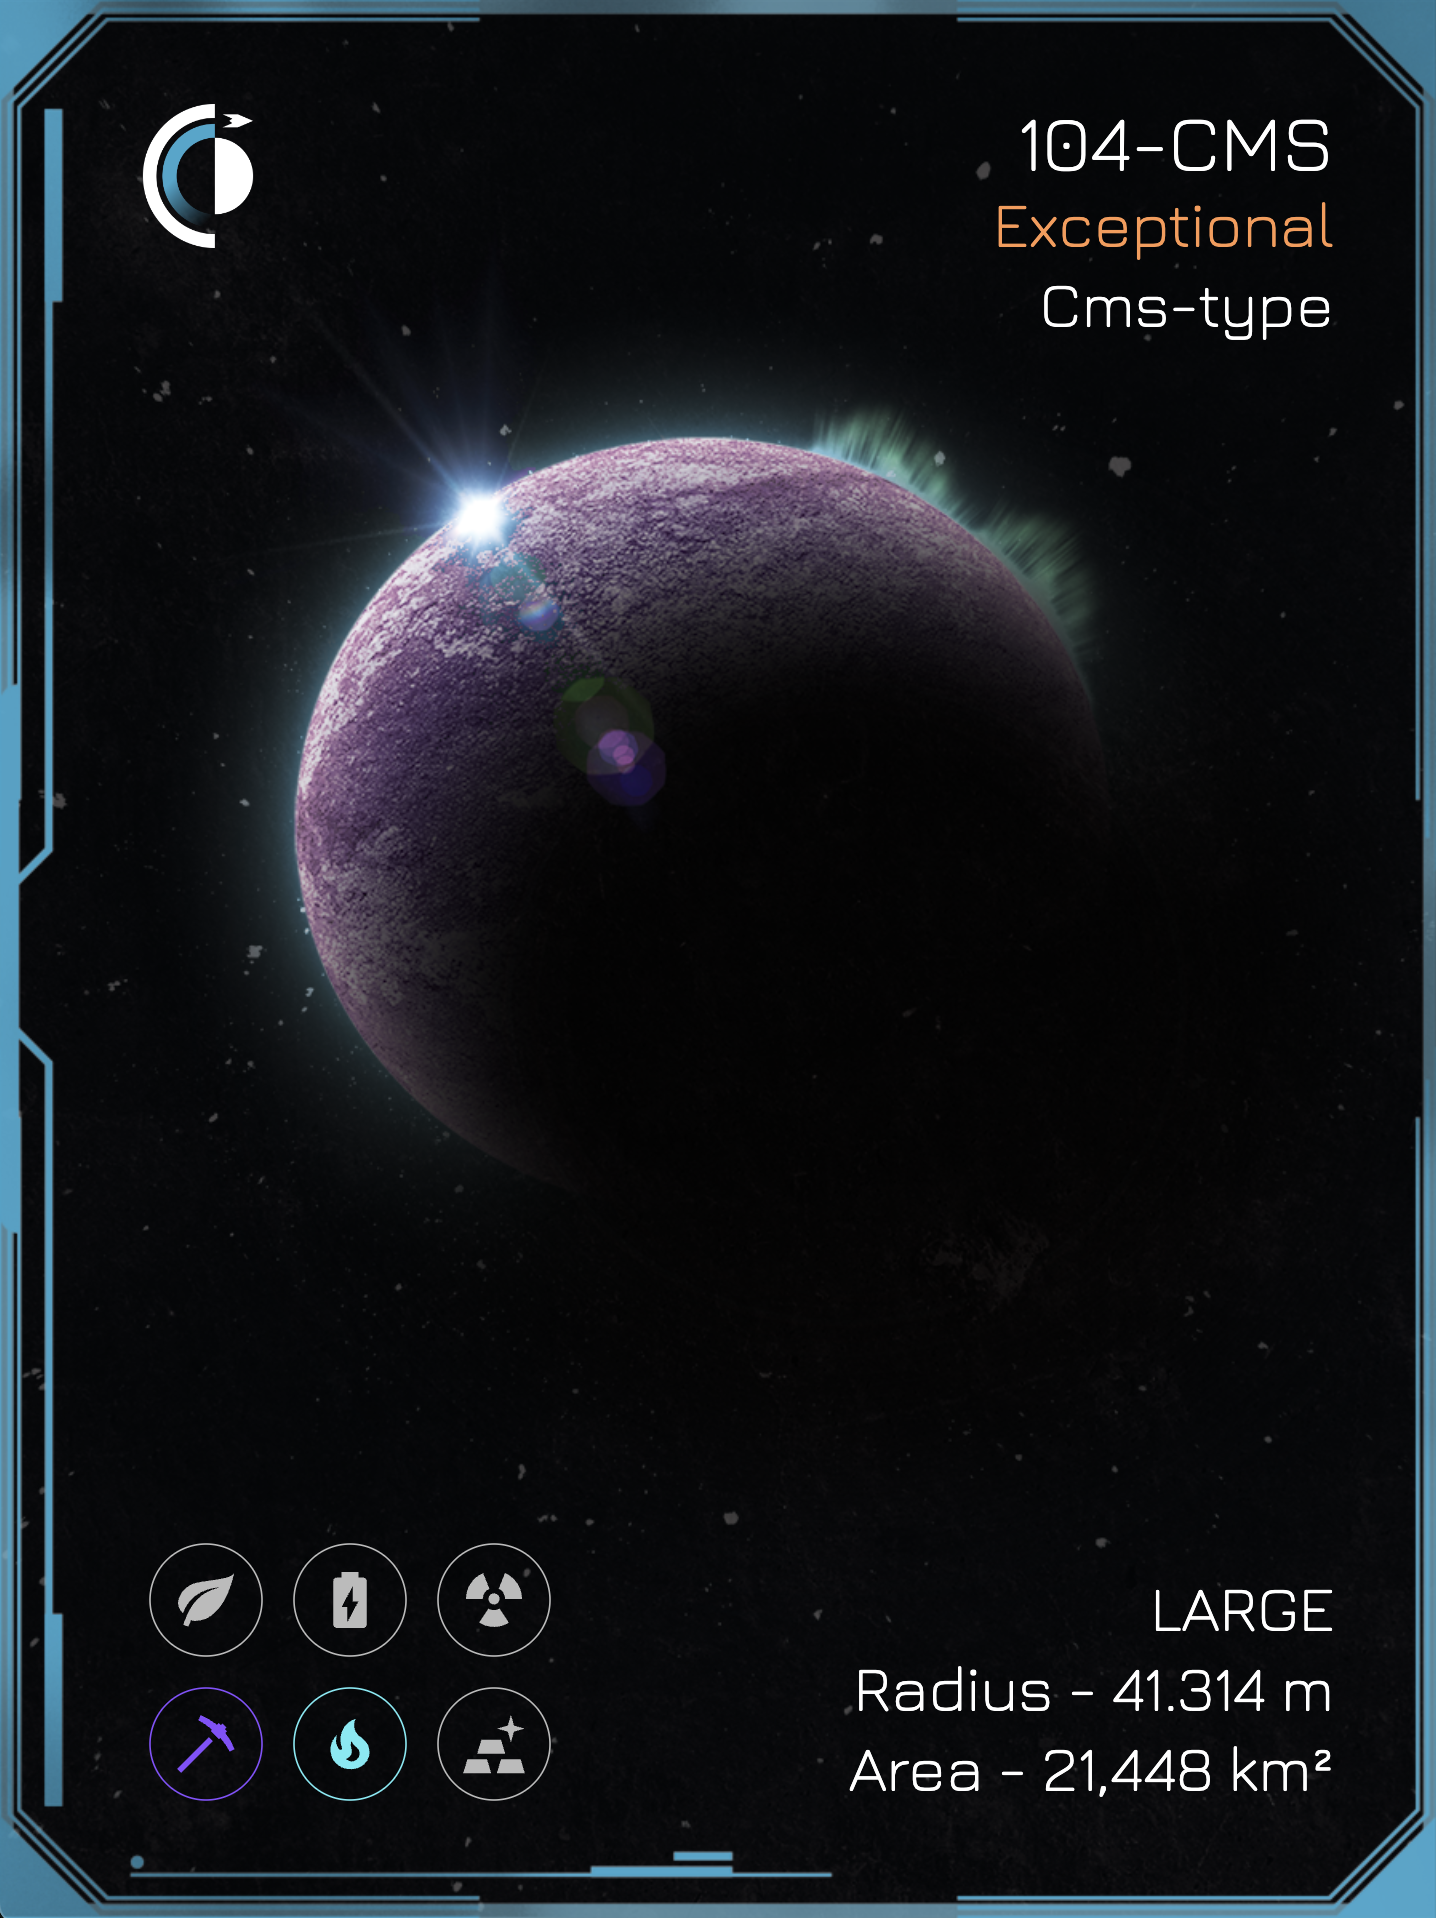 104-CMS
Exceptional
Cms-type
LARGE
Radius - 41.314 m
Area - 21,448 km²